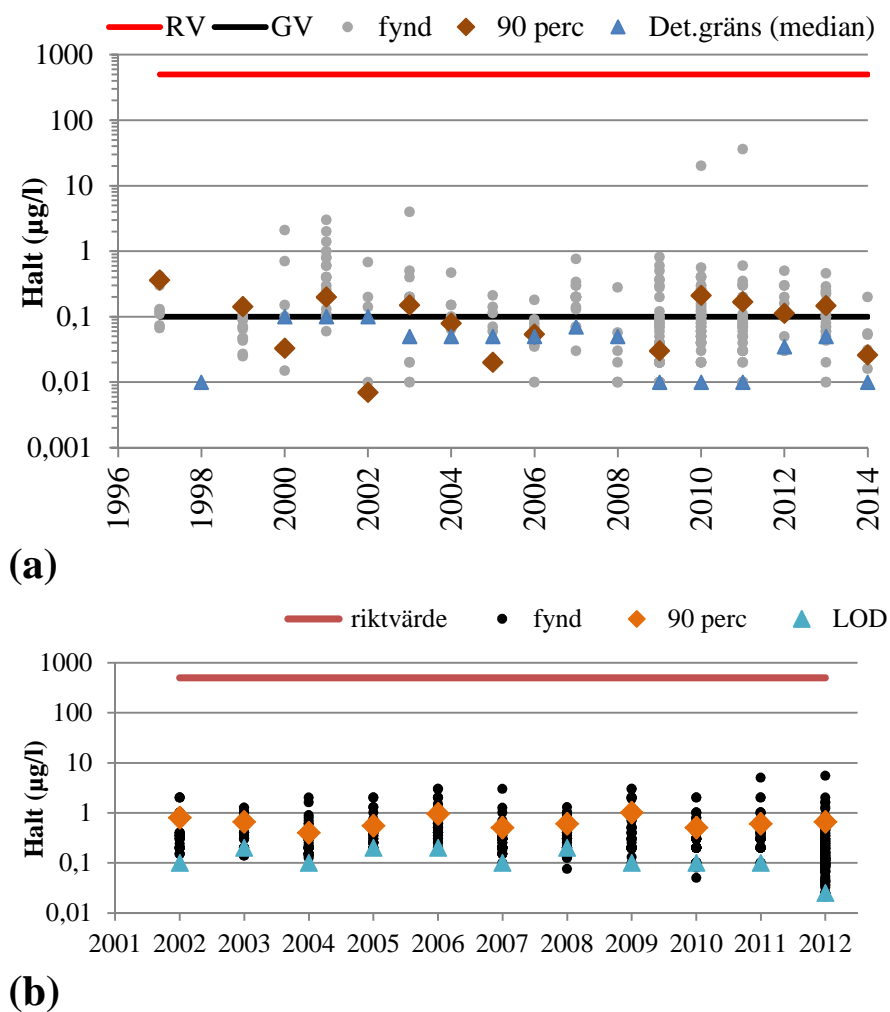 RV GV fynd 90 perc Det.gräns (median)
1000
100
10
1
0,1
0,01
0,001
Halt (µg/l)
1996 1998 2000 2002 2004 2006 2008 2010 2012 2014
(a)
riktvärde fynd 90 perc LOD
1000
100
10
1
0,1
0,01
Halt (µg/l)
2001 2002 2003 2004 2005 2006 2007 2008 2009 2010 2011 2012
(b)